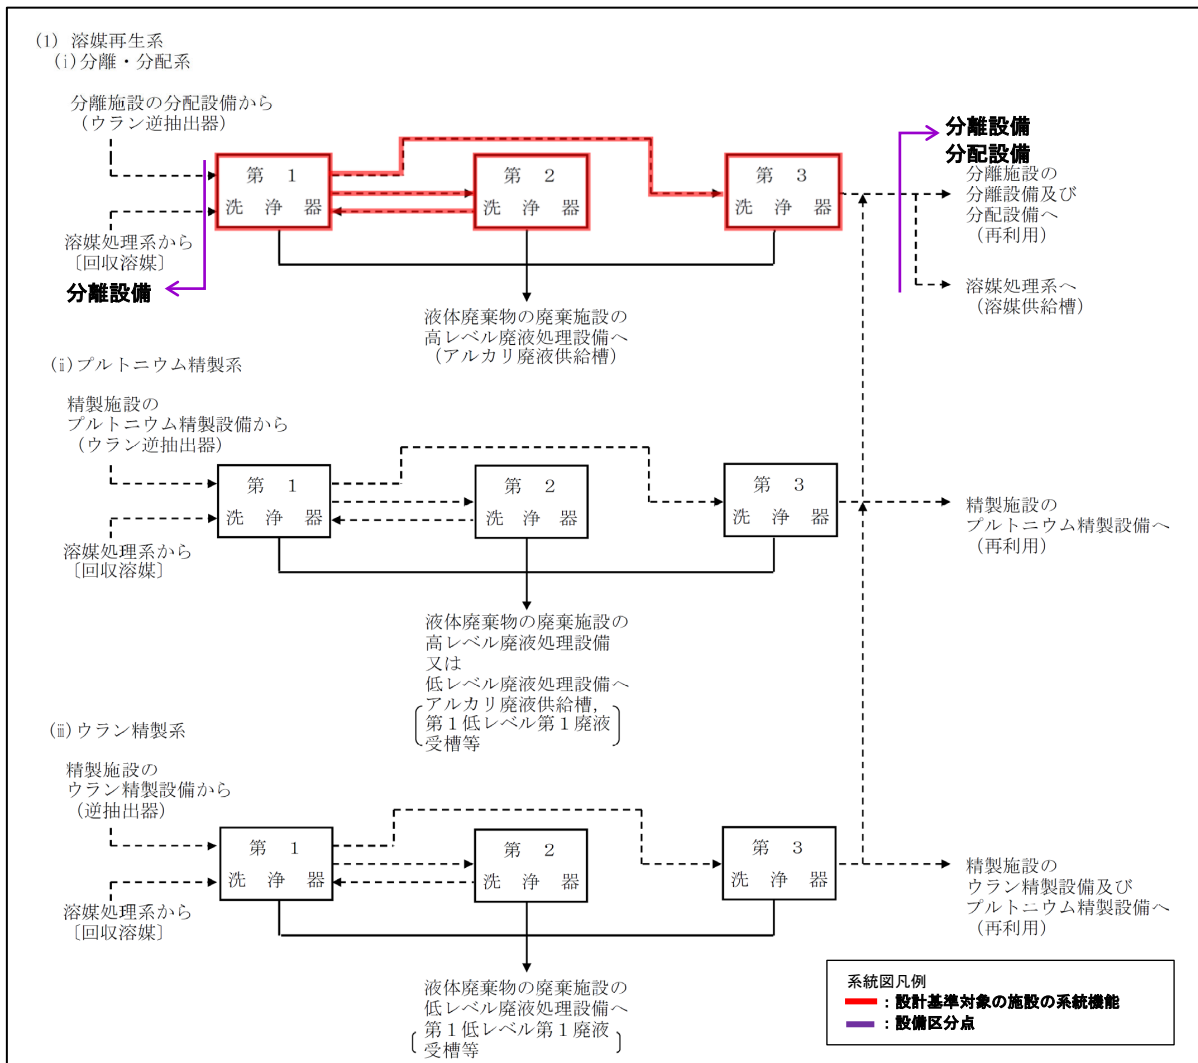 (1) 溶媒再生系
(ⅰ)分離・分配系
分離施設の分配設備から
(ウラン逆抽出器)
溶媒処理系から
〔回収溶媒〕
分離設備
第 1
洗 浄 器
第 2
洗 浄 器
第 3
洗 浄 器
分離設備
分配設備
分離施設の
分離設備及び
分配設備へ
(再利用)
溶媒処理系へ
(溶媒供給槽)
液体廃棄物の廃棄施設の
高レベル廃液処理設備へ
(アルカリ廃液供給槽)
(ⅱ)プルトニウム精製系
精製施設の
プルトニウム精製設備から
(ウラン逆抽出器)
溶媒処理系から
〔回収溶媒〕
第 1
洗 浄 器
第 2
洗 浄 器
第 3
洗 浄 器
精製施設の
プルトニウム精製設備へ
(再利用)
液体廃棄物の廃棄施設の
高レベル廃液処理設備
又は
低レベル廃液処理設備へ
アルカリ廃液供給槽,
第1低レベル第1廃液
受槽等
(ⅲ)ウラン精製系
精製施設の
ウラン精製設備から
(逆抽出器)
溶媒処理系から
〔回収溶媒〕
第 1
洗 浄 器
第 2
洗 浄 器
第 3
洗 浄 器
精製施設の
ウラン精製設備及び
プルトニウム精製設備へ
(再利用)
液体廃棄物の廃棄施設の
低レベル廃液処理設備へ
第1低レベル第1廃液
受槽等
系統図凡例
:設計基準対象の施設の系統機能
:設備区分点